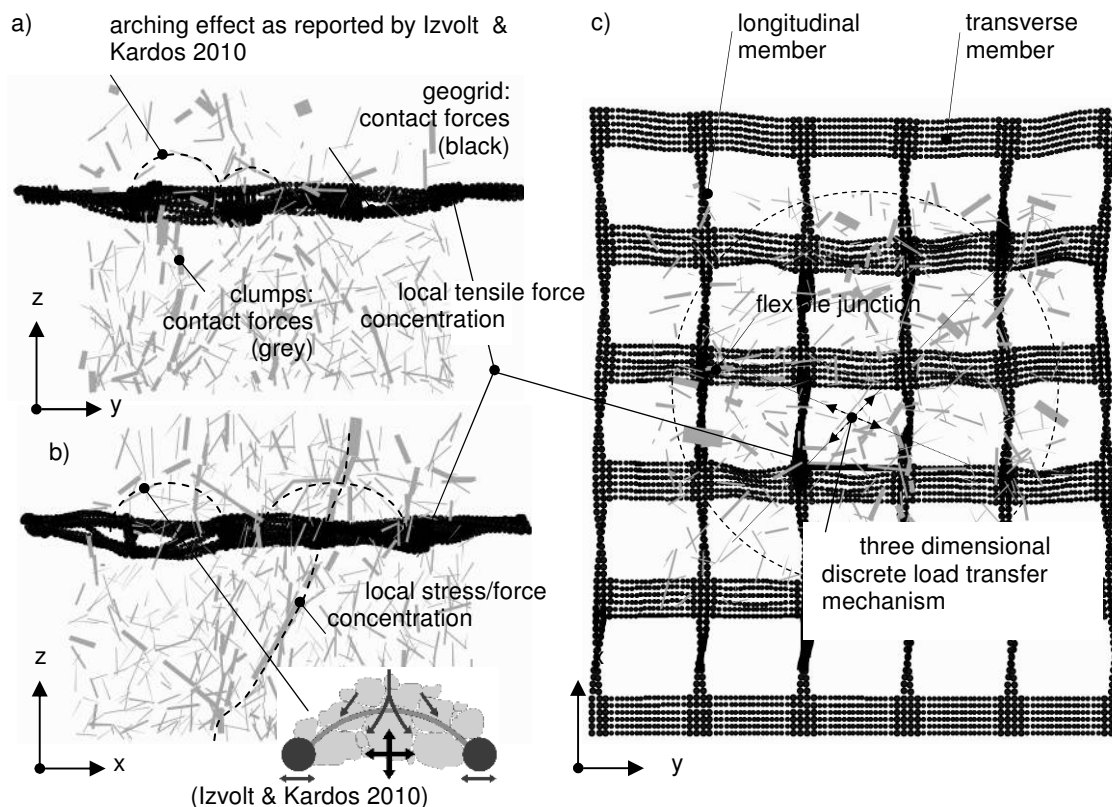 a)
arching effect as reported by Izvolt &
Kardos 2010
geogrid:
contact forces
(black)
clumps:
contact forces
(grey)
local tensile force
concentration
z
y
b)
local stress/force
concentration
z
x
(Izvolt & Kardos 2010)
c)
longitudinal
member
transverse
member
junction
three dimensional
discrete load transfer
mechanism
y